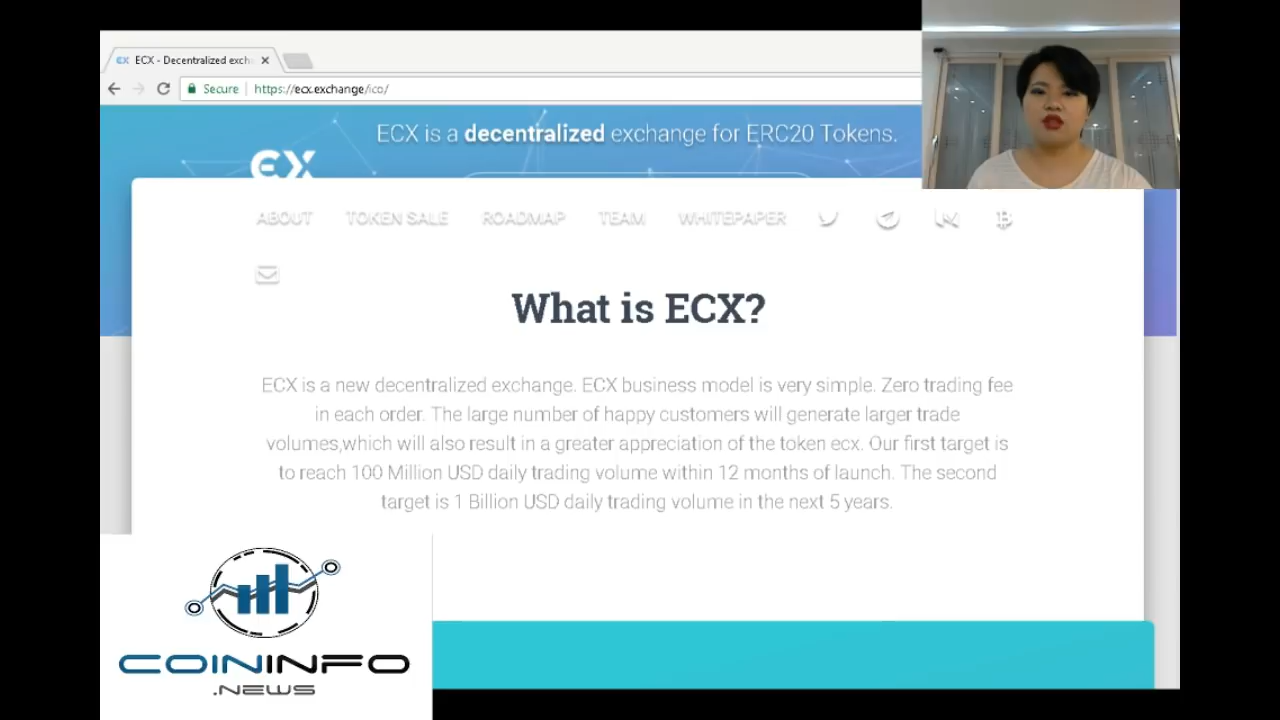 ECX - Decentralized exch
Secure
https://ecx.exchange/ico/
ECX is a decentralized exchange for ERC20 Tokens.
EX
ABOUT TOKEN SALE ROADMAP TEAM WHITEPAPER
What is ECX?
ECX is a new decentralized exchange. ECX business model is very simple. Zero trading fee
in each order. The large number of happy customers will generate larger trade
volumes,which will also result in a greater appreciation of the token ecx. Our first target is
to reach 100 Million USD daily trading volume within 12 months of launch. The second
target is 1 Billion USD daily trading volume in the next 5 years.
COININFO
.NEWS